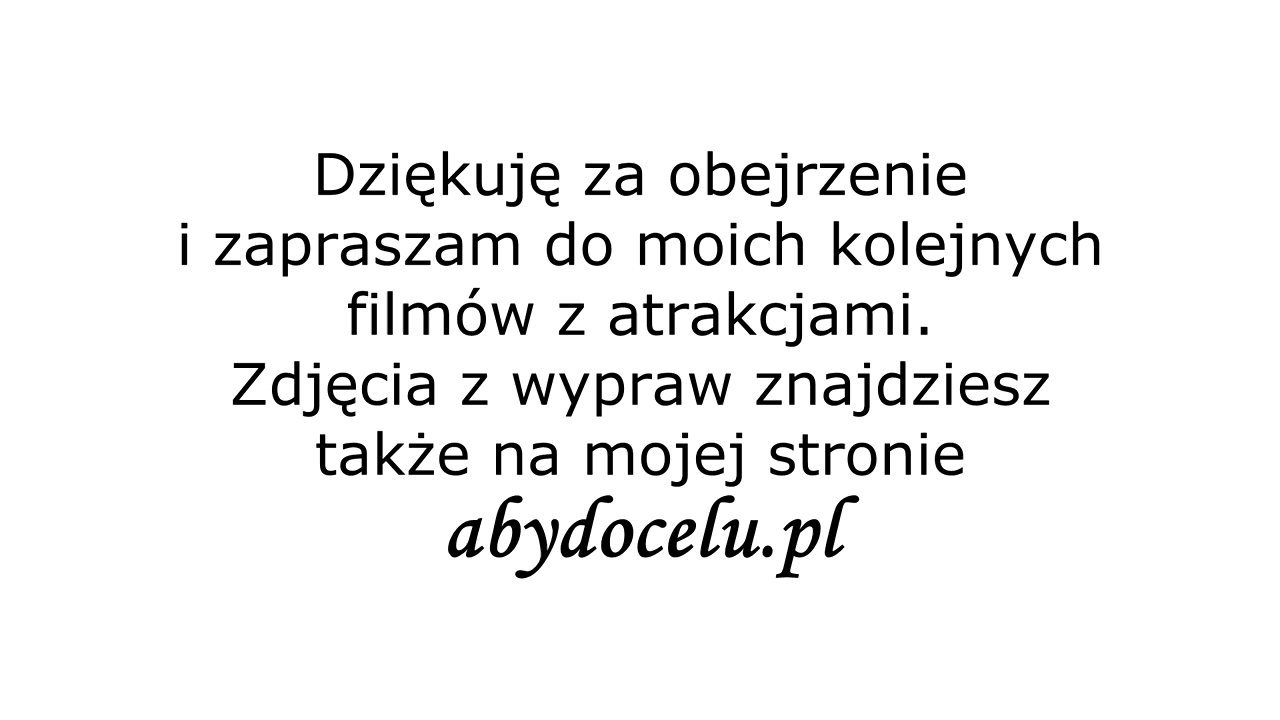 Dziękuję za obejrzenie
i zapraszam do moich kolejnych
filmów z atrakcjami.
Zdjęcia z wypraw znajdziesz
także na mojej stronie
abydocelu.pl